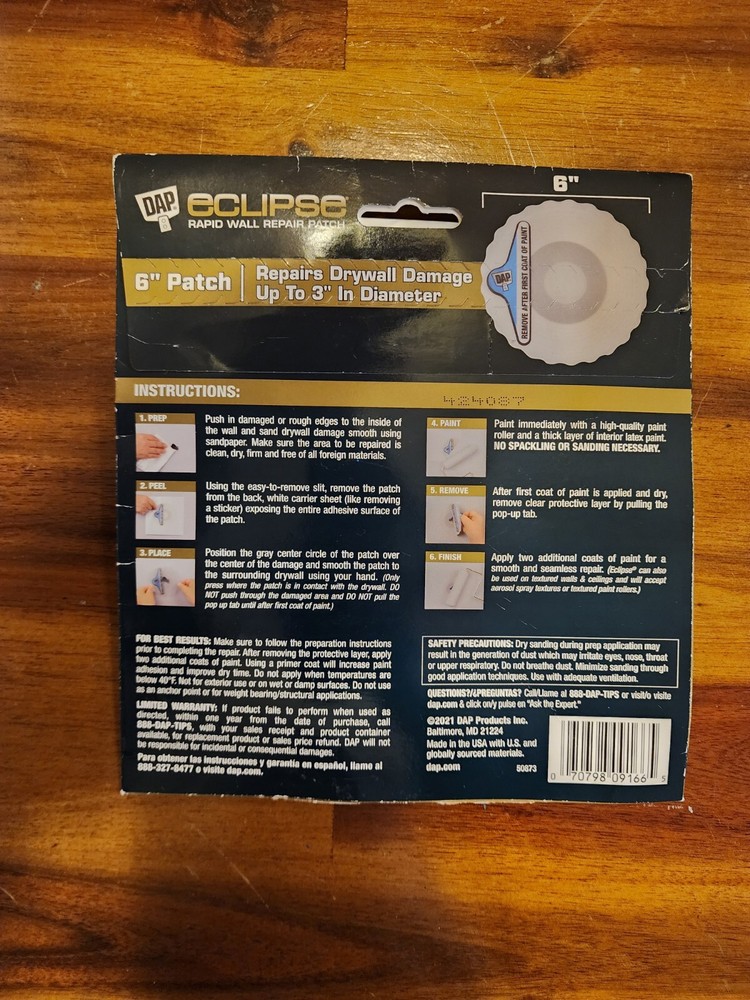 6"
DAP ECLIPSE
RAPID WALL REPAIR PATCH
6" Patch
Repairs Drywall Damage
Up To 3" In Diameter
DAP
REMOVE AFTER FIRST COAT OF PAINT
INSTRUCTIONS:
424087
1. PREP
Push in damaged or rough edges to the inside of
the wall and sand drywall damage smooth using
sandpaper. Make sure the area to be repaired is
clean, dry, firm and free of all foreign materials.
2. PEEL
Using the easy-to-remove slit, remove the patch
from the back, white carrier sheet (like removing
a sticker) exposing the entire adhesive surface of
the patch.
3. PLACE
Position the gray center circle of the patch over
the center of the damage and smooth the patch to
the surrounding drywall using your hand. (Only
press where the patch is in contact with the drywall. DO
NOT push through the damaged area and DO NOT pull the
pop up tab until after first coat of paint.)
4. PAINT
Paint immediately with a high-quality paint
roller and a thick layer of interior latex paint.
NO SPACKLING OR SANDING NECESSARY.
5. REMOVE
After first coat of paint is applied and dry,
remove clear protective layer by pulling the
pop-up tab.
6. FINISH
Apply two additional coats of paint for a
smooth and seamless repair. (Eclipse® can also
be used on textured walls & ceilings and will accept
aerosol spray textures or textured paint rollers.)
FOR BEST RESULTS: Make sure to follow the preparation instructions
prior to completing the repair. After removing the protective layer, apply
two additional coats of paint. Using a primer coat will increase paint
adhesion and improve dry time. Do not apply when temperatures are
below 40°F. Not for exterior use or on wet or damp surfaces. Do not use
as an anchor point or for weight bearing/structural applications.
LIMITED WARRANTY: If product fails to perform when used as
directed, within one year from the date of purchase, call
888-DAP-TIPS, with your sales receipt and product container
available, for replacement product or sales price refund. DAP will not
be responsible for incidental or consequential damages.
Para obtener las instrucciones y garantía en español, llame al
888-327-8477 o visite dap.com.
SAFETY PRECAUTIONS: Dry sanding during prep application may
result in the generation of dust which may irritate eyes, nose, throat
or upper respiratory. Do not breathe dust. Minimize sanding through
good application techniques. Use with adequate ventilation.
QUESTIONS?/¿PREGUNTAS? Call/Llame al 888-DAP-TIPS or visit/o visite
dap.com & click on/y pulse en "Ask the Expert."
©2021 DAP Products Inc.
Baltimore, MD 21224
Made in the USA with U.S. and
globally sourced materials.
dap.com 50873
0 70798 09166 5